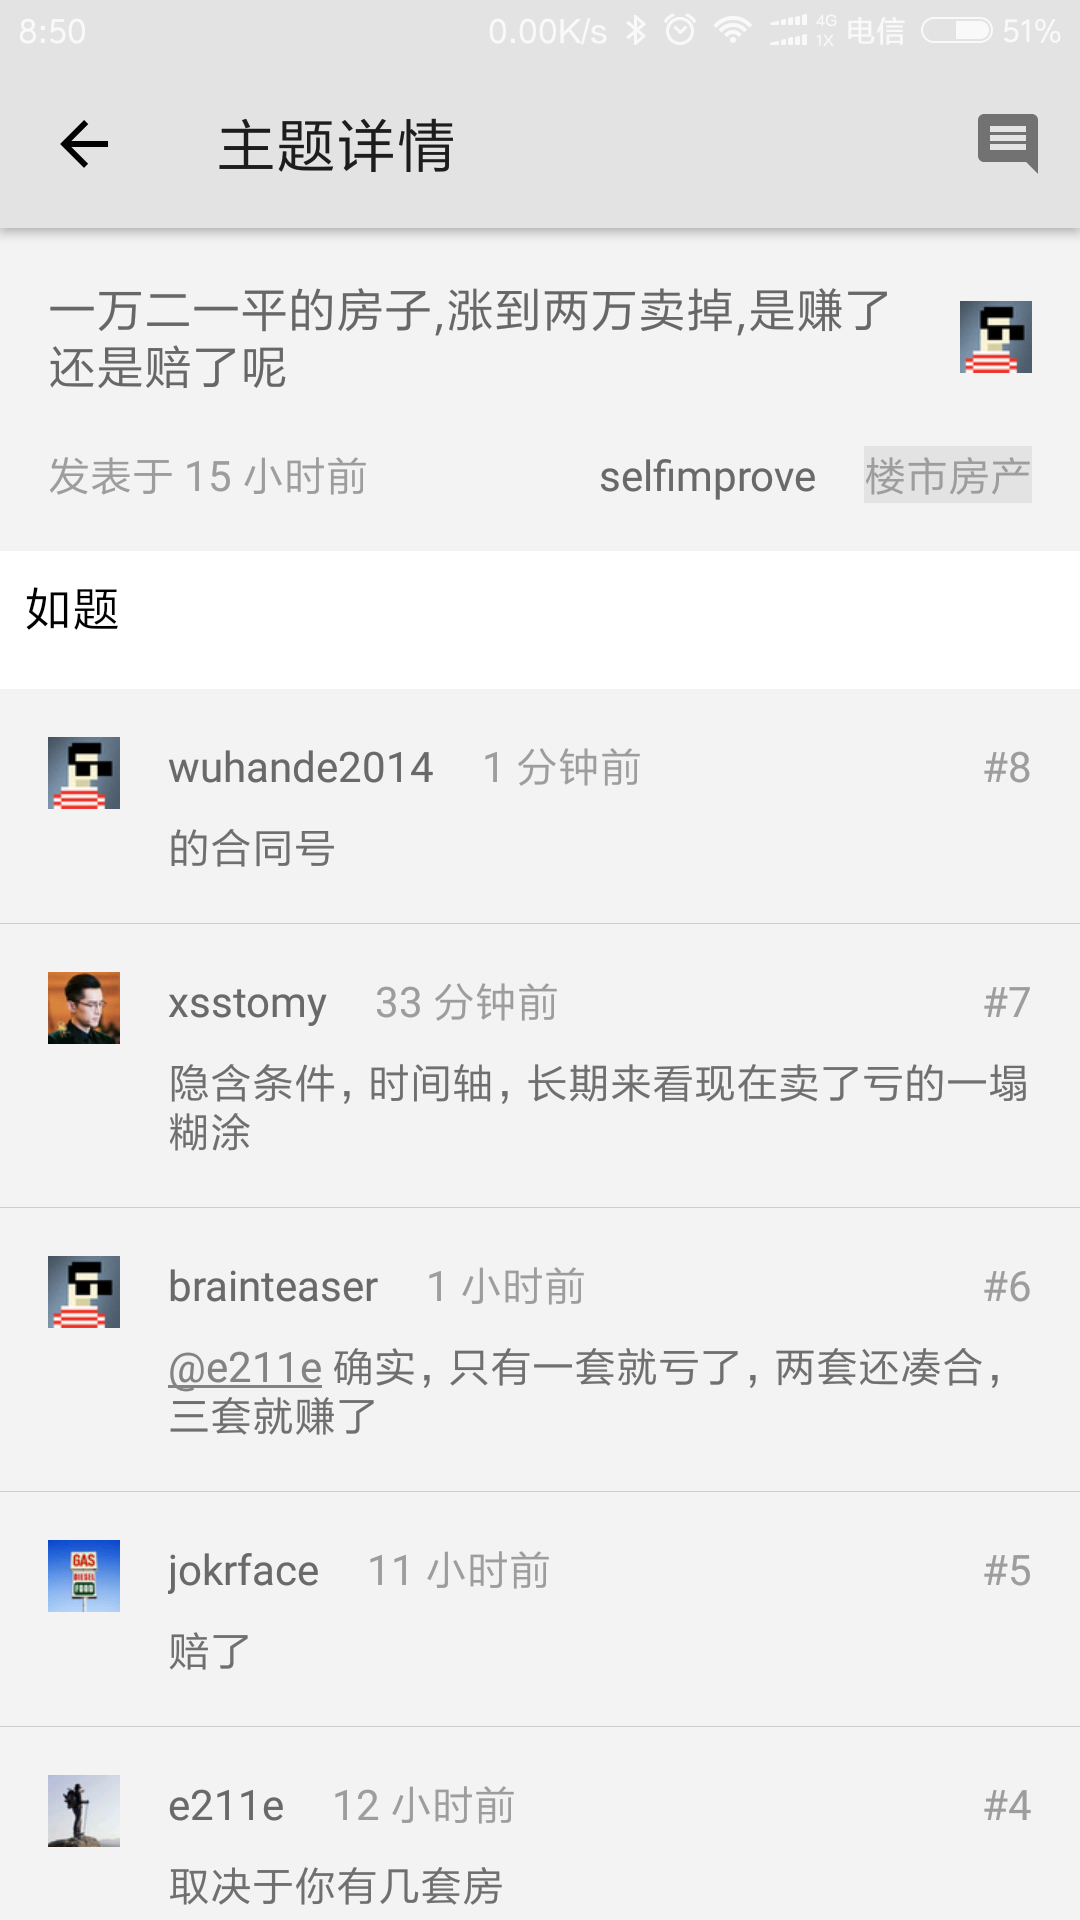 8:50 0.00K/s 4G 1X 电信 51%
主题详情
一万二一平的房子,涨到两万卖掉,是赚了
还是赔了呢
发表于 15 小时前 selfimprove 楼市房产
如题
wuhande2014 1 分钟前 #8
的合同号
xsstomy 33 分钟前 #7
隐含条件，时间轴，长期来看现在卖了亏的一塌
糊涂
brainteaser 1 小时前 #6
@e211e 确实，只有一套就亏了，两套还凑合，
三套就赚了
GAS
DIESEL
FOOD
jokrface 11 小时前 #5
赔了
e211e 12 小时前 #4
取决于你有几套房